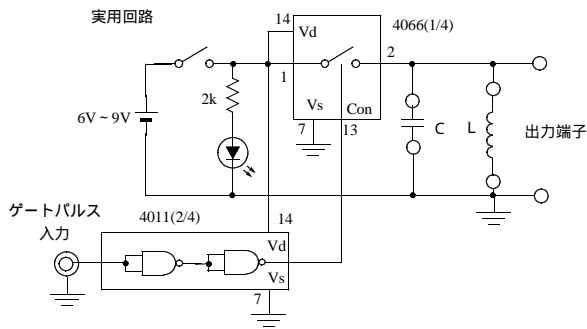 実用回路
14
4066(1/4)
Vd
1
2
2k
6V~9V
Vs
Con
7
13
C
L
出力端子
ゲートパルス
入力
4011(2/4)
14
Vd
Vs
7